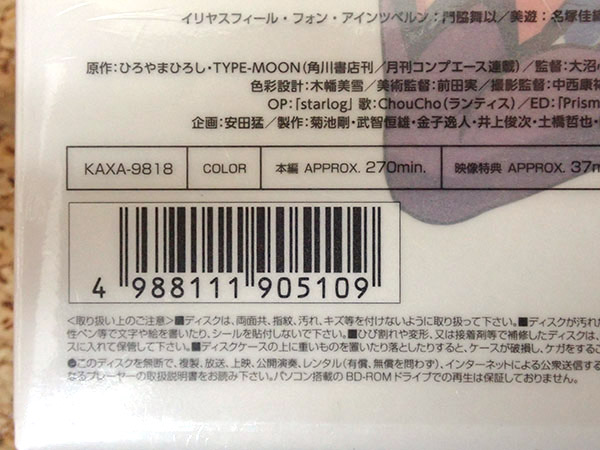 イリヤスフィール・フォン・アインツベルン:門脇舞以/美遊:名塚佳織
原作:ひろやまひろし・TYPE-MOON(角川書店刊/月刊コンプエース連載)/監督:大沼
色彩設計:木幡美雪/美術監督:前田実/撮影監督:中西康祐
OP:「starlog」歌:ChouCho(ランティス)/ED:「Prism
企画:安田猛/製作:菊池剛・武智恒雄・金子逸人・井上俊次・土橋哲也・
KAXA-9818 COLOR 本編 APPROX. 270min. 映像特典 APPROX. 37m
4 988111 905109
<取り扱い上のご注意>■ディスクは、両面共、指紋、汚れ、キズ等を付けないように取り扱って下さい。■ディスクが汚れた
性ペン等で文字や絵を書いたり、シールを貼付しないで下さい。■ひび割れや変形、又は接着剤等で補修したディスクは、
スに入れて保管して下さい。■ディスクケースの上に重いものを置いたり落としたりすると、ケースが破損し、ケガをするこ
●このディスクを無断で、複製、放送、上映、公開演奏、レンタル(有償、無償を問わず)、インターネットによる公衆送信する
なるプレーヤーの取扱説明書をお読み下さい。パソコン搭載のBD-ROMドライブでの再生は保証しておりません。